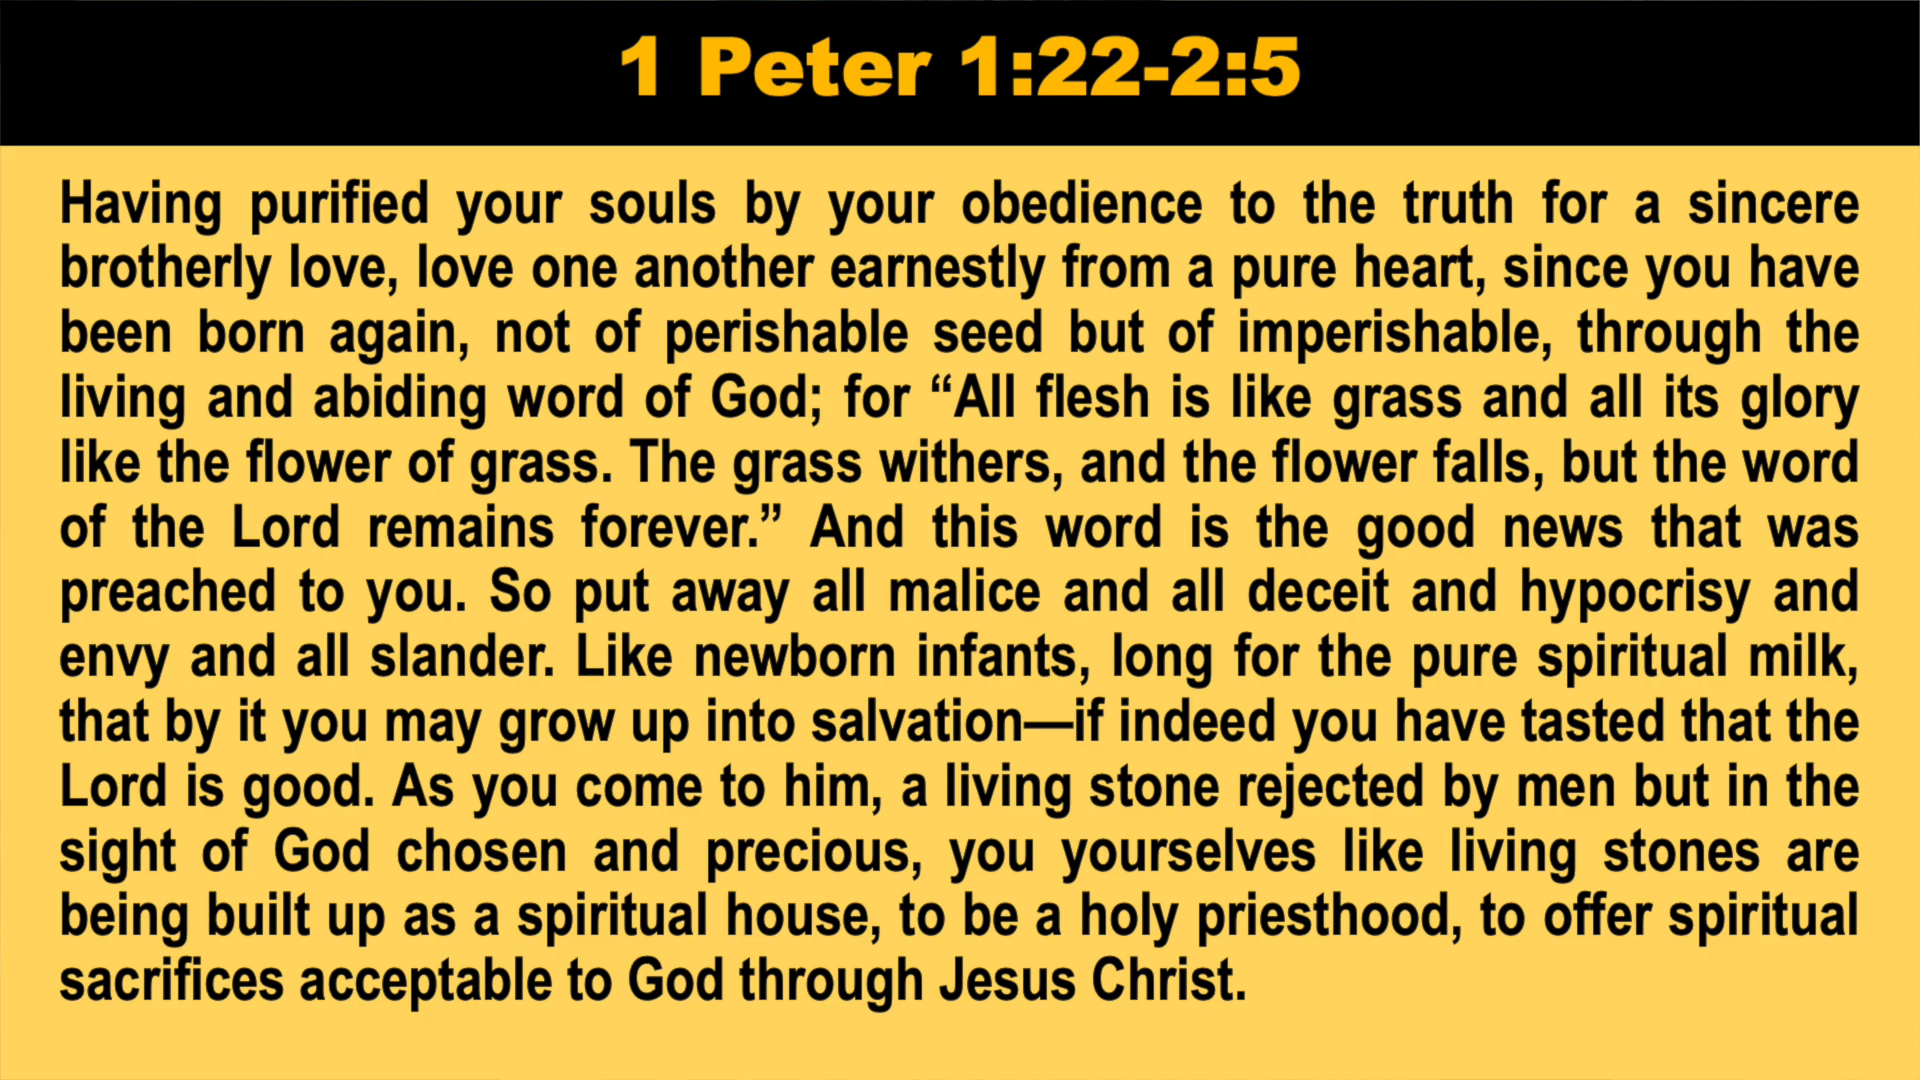 1 Peter 1:22-2:5
Having purified your souls by your obedience to the truth for a sincere
brotherly love, love one another earnestly from a pure heart, since you have
been born again, not of perishable seed but of imperishable, through the
living and abiding word of God; for “All flesh is like grass and all its glory
like the flower of grass. The grass withers, and the flower falls, but the word
of the Lord remains forever.” And this word is the good news that was
preached to you. So put away all malice and all deceit and hypocrisy and
envy and all slander. Like newborn infants, long for the pure spiritual milk,
that by it you may grow up into salvation—if indeed you have tasted that the
Lord is good. As you come to him, a living stone rejected by men but in the
sight of God chosen and precious, you yourselves like living stones are
being built up as a spiritual house, to be a holy priesthood, to offer spiritual
sacrifices acceptable to God through Jesus Christ.